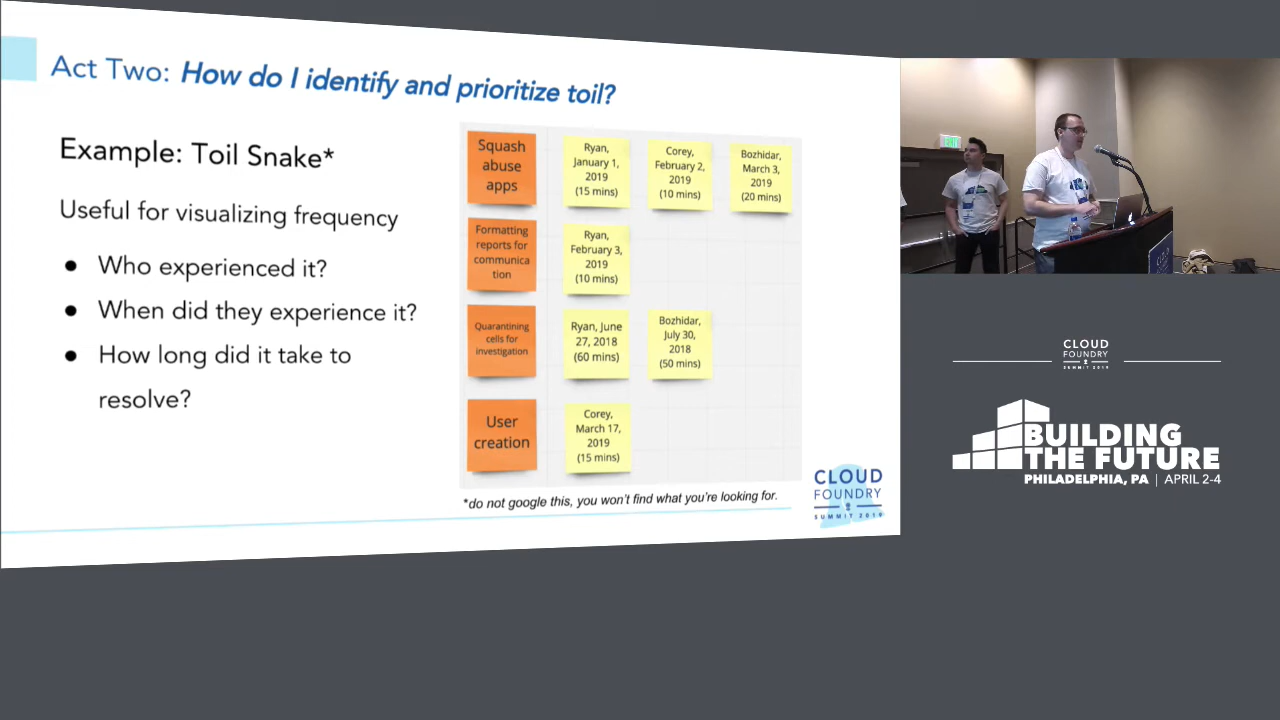 Act Two: How do I identify and prioritize toil?
Example: Toil Snake*
Useful for visualizing frequency
● Who experienced it?
● When did they experience it?
● How long did it take to
resolve?
Squash
abuse
apps
Ryan,
January 1,
2019
(15 mins)
Corey,
February 2,
2019
(10 mins)
Bozhidar,
March 3,
2019
(20 mins)
Formatting
reports for
communica
tion
Ryan,
February 3,
2019
(10 mins)
Quarantining
cells for
investigation
Ryan, June
27, 2018
(60 mins)
Bozhidar,
July 30,
2018
(50 mins)
User
creation
Corey,
March 17,
2019
(15 mins)
*do not google this, you won't find what you're looking for.
CLOUD
FOUNDRY
SUMMIT 2019
CLOUD
FOUNDRY
SUMMIT 2019
BUILDING
THE FUTURE
PHILADELPHIA, PA | APRIL 2-4